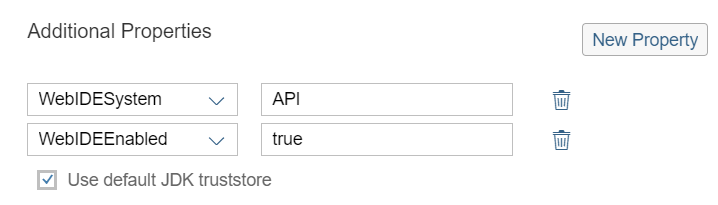 Additional Properties
New Property
WebIDESystem API
WebIDEEnabled true
Use default JDK truststore